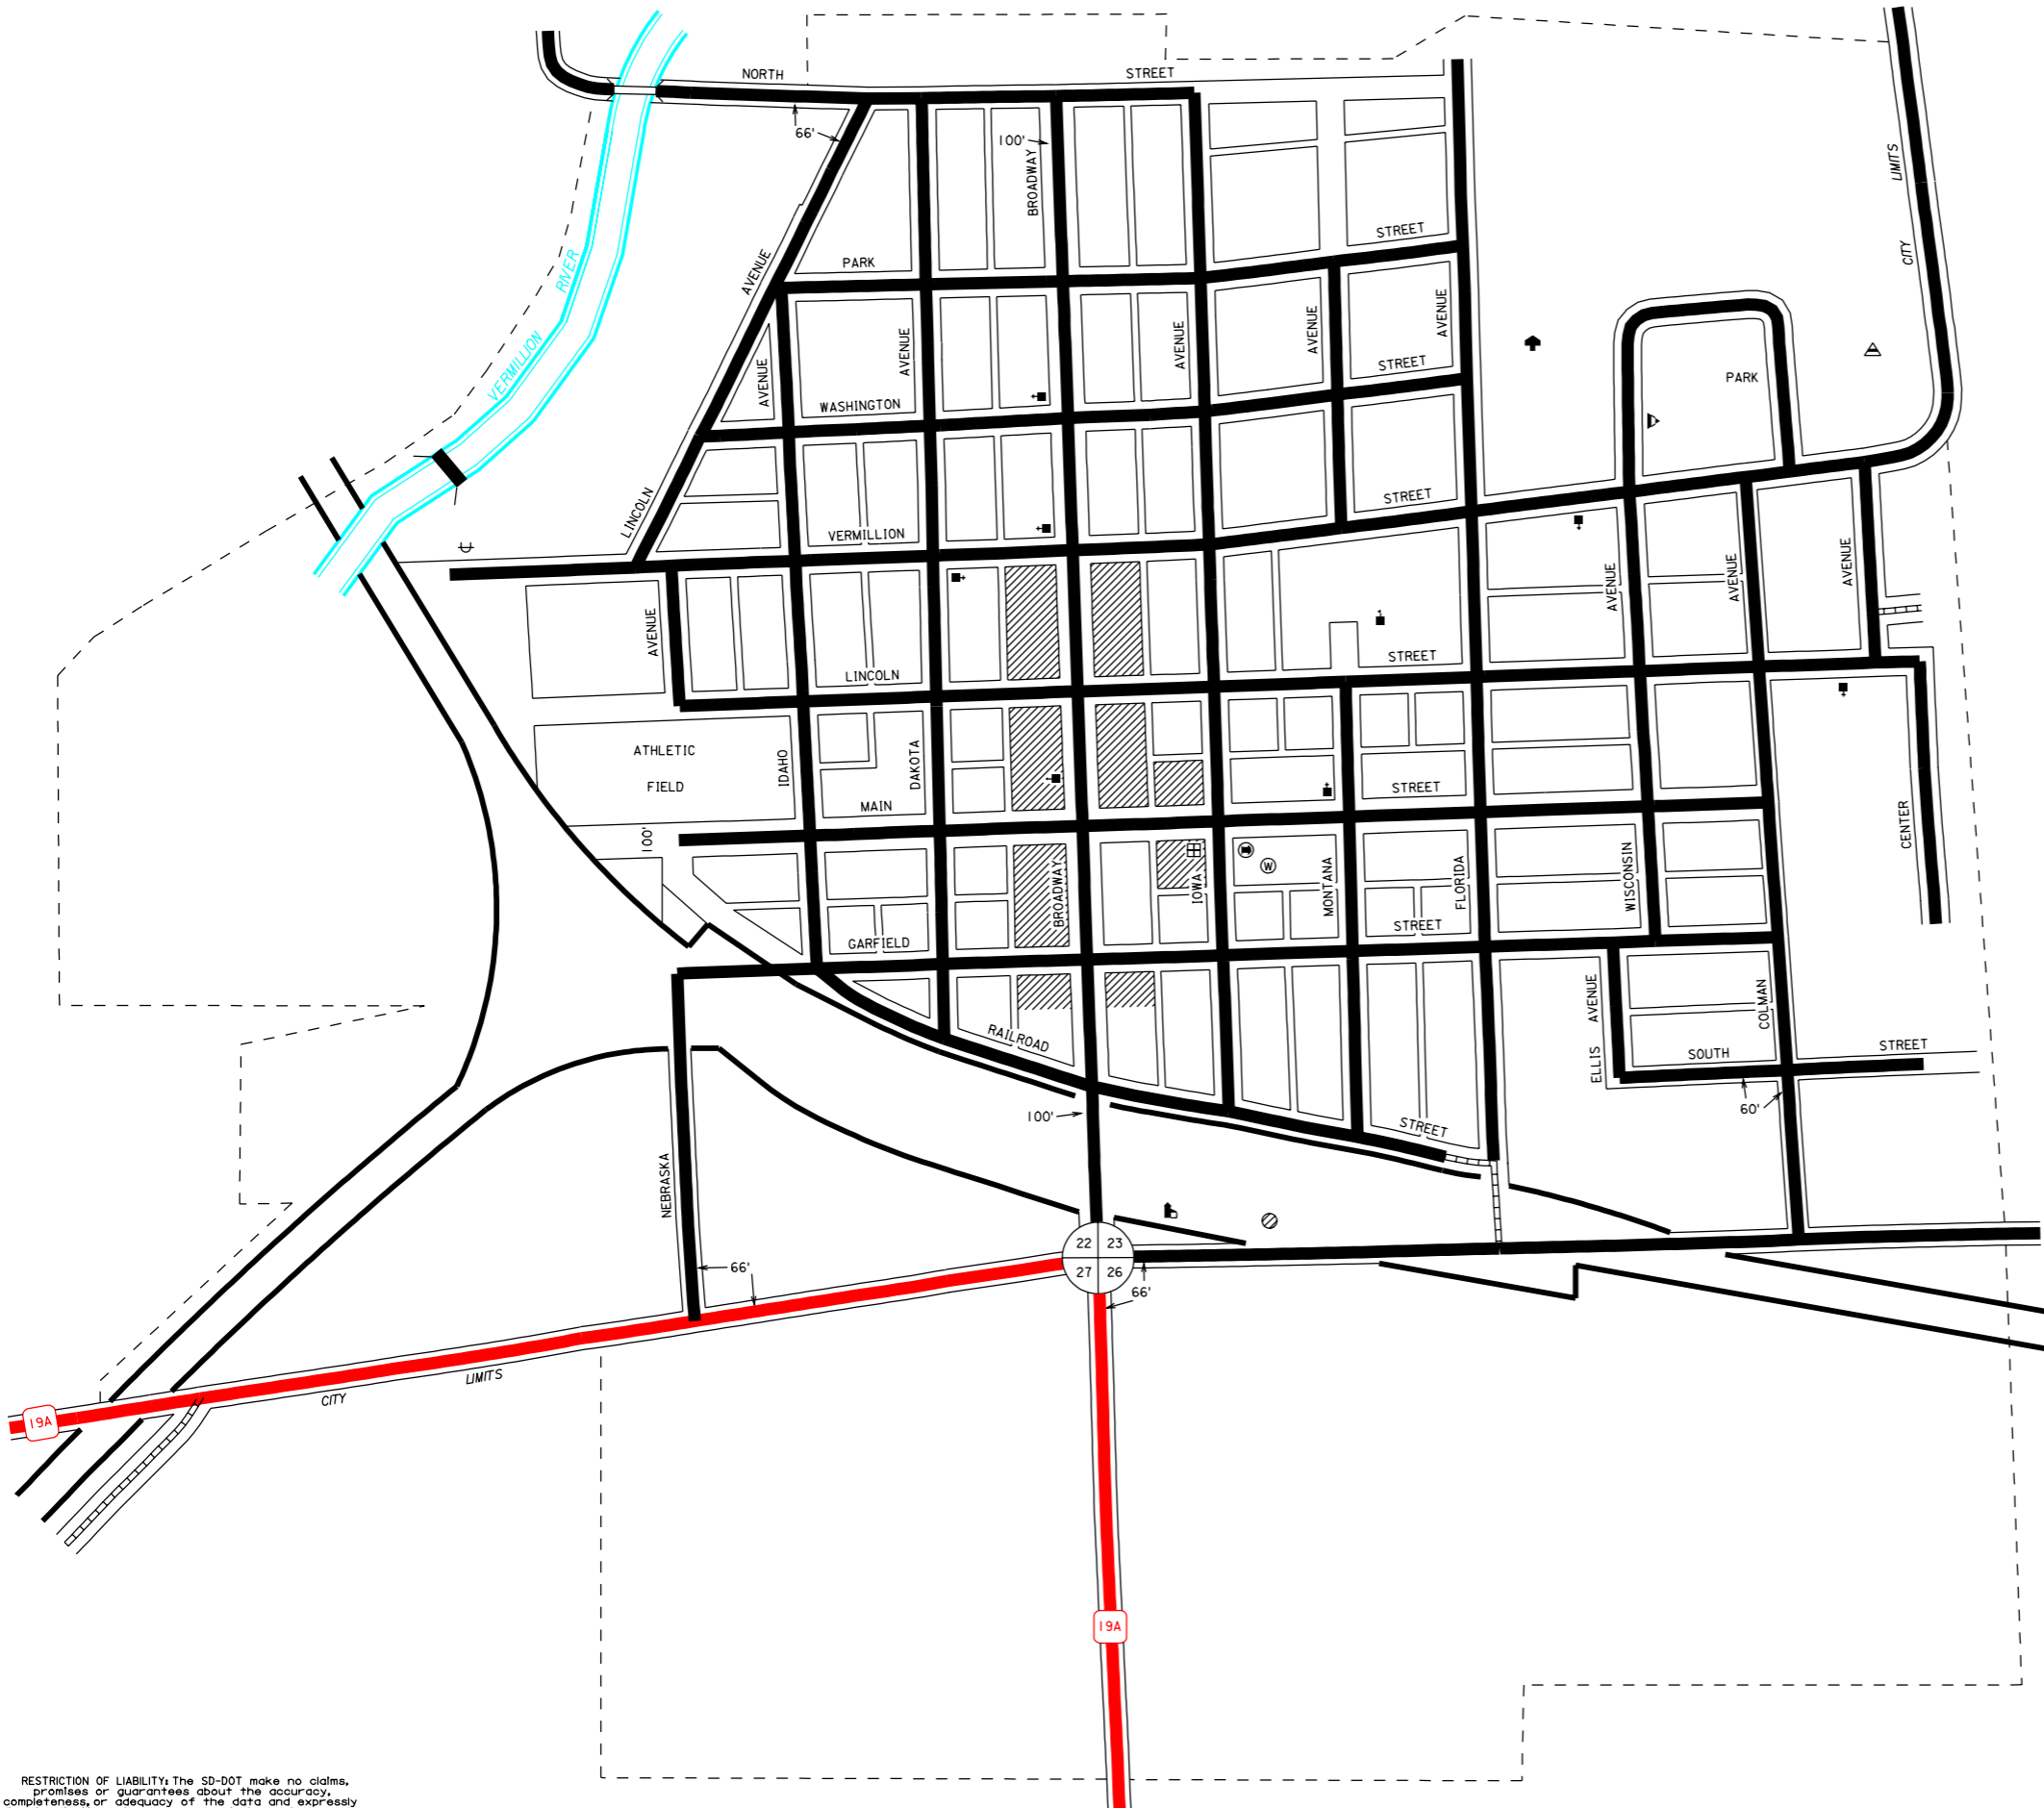 NORTH
STREET
66'
100'
BROADWAY
LIMITS
CITY
STREET
PARK
AVENUE
RIVER
VERMILLION
AVENUE
AVENUE
AVENUE
AVENUE
AVENUE
STREET
PARK
WASHINGTON
LINCOLN
VERMILLION
STREET
AVENUE
AVENUE
AVENUE
AVENUE
LINCOLN
STREET
ATHLETIC
FIELD
IDAHO
DAKOTA
MAIN
STREET
CENTER
100'
BROADWAY
IOWA
MONTANA
FLORIDA
WISCONSIN
GARFIELD
STREET
AVENUE
ELLIS
COLMAN
RAILROAD
SOUTH
STREET
100'
STREET
60'
NEBRASKA
22 23
27 26
66'
66'
LIMITS
CITY
19A
19A
RESTRICTION OF LIABILITY: The SD-DOT make no claims,
promises or guarantees about the accuracy,
completeness, or adequacy of the data and expressly
W